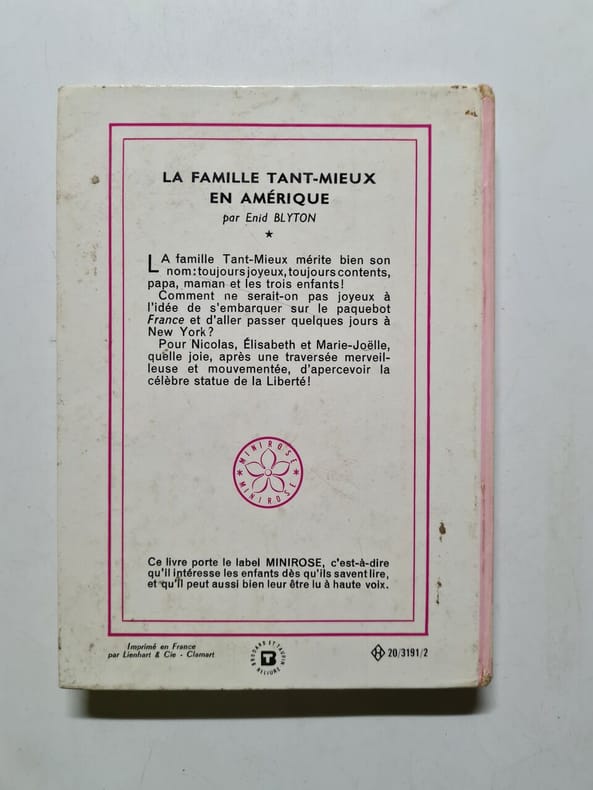 LA FAMILLE TANT-MIEUX
EN AMÉRIQUE
par Enid BLYTON
★
LA famille Tant-Mieux mérite bien son
nom: toujours joyeux, toujours contents,
papa, maman et les trois enfants!
Comment ne serait-on pas joyeux à
l'idée de s'embarquer sur le paquebot
France et d'aller passer quelques jours à
New York?
Pour Nicolas, Élisabeth et Marie-Joëlle,
quelle joie, après une traversée merveil-
leuse et mouvementée, d'apercevoir la
célèbre statue de la Liberté!
MINIROSE * MINIROSE *
Ce livre porte le label MINIROSE, c'est-à-dire
qu'il intéresse les enfants dès qu'ils savent lire,
et qu'il peut aussi bien leur être lu à haute voix.
Imprimé en France
par Lienhart & Cie - Clamart
BRODARD ET TAUPIN
RELIURE
H 20/3191/2